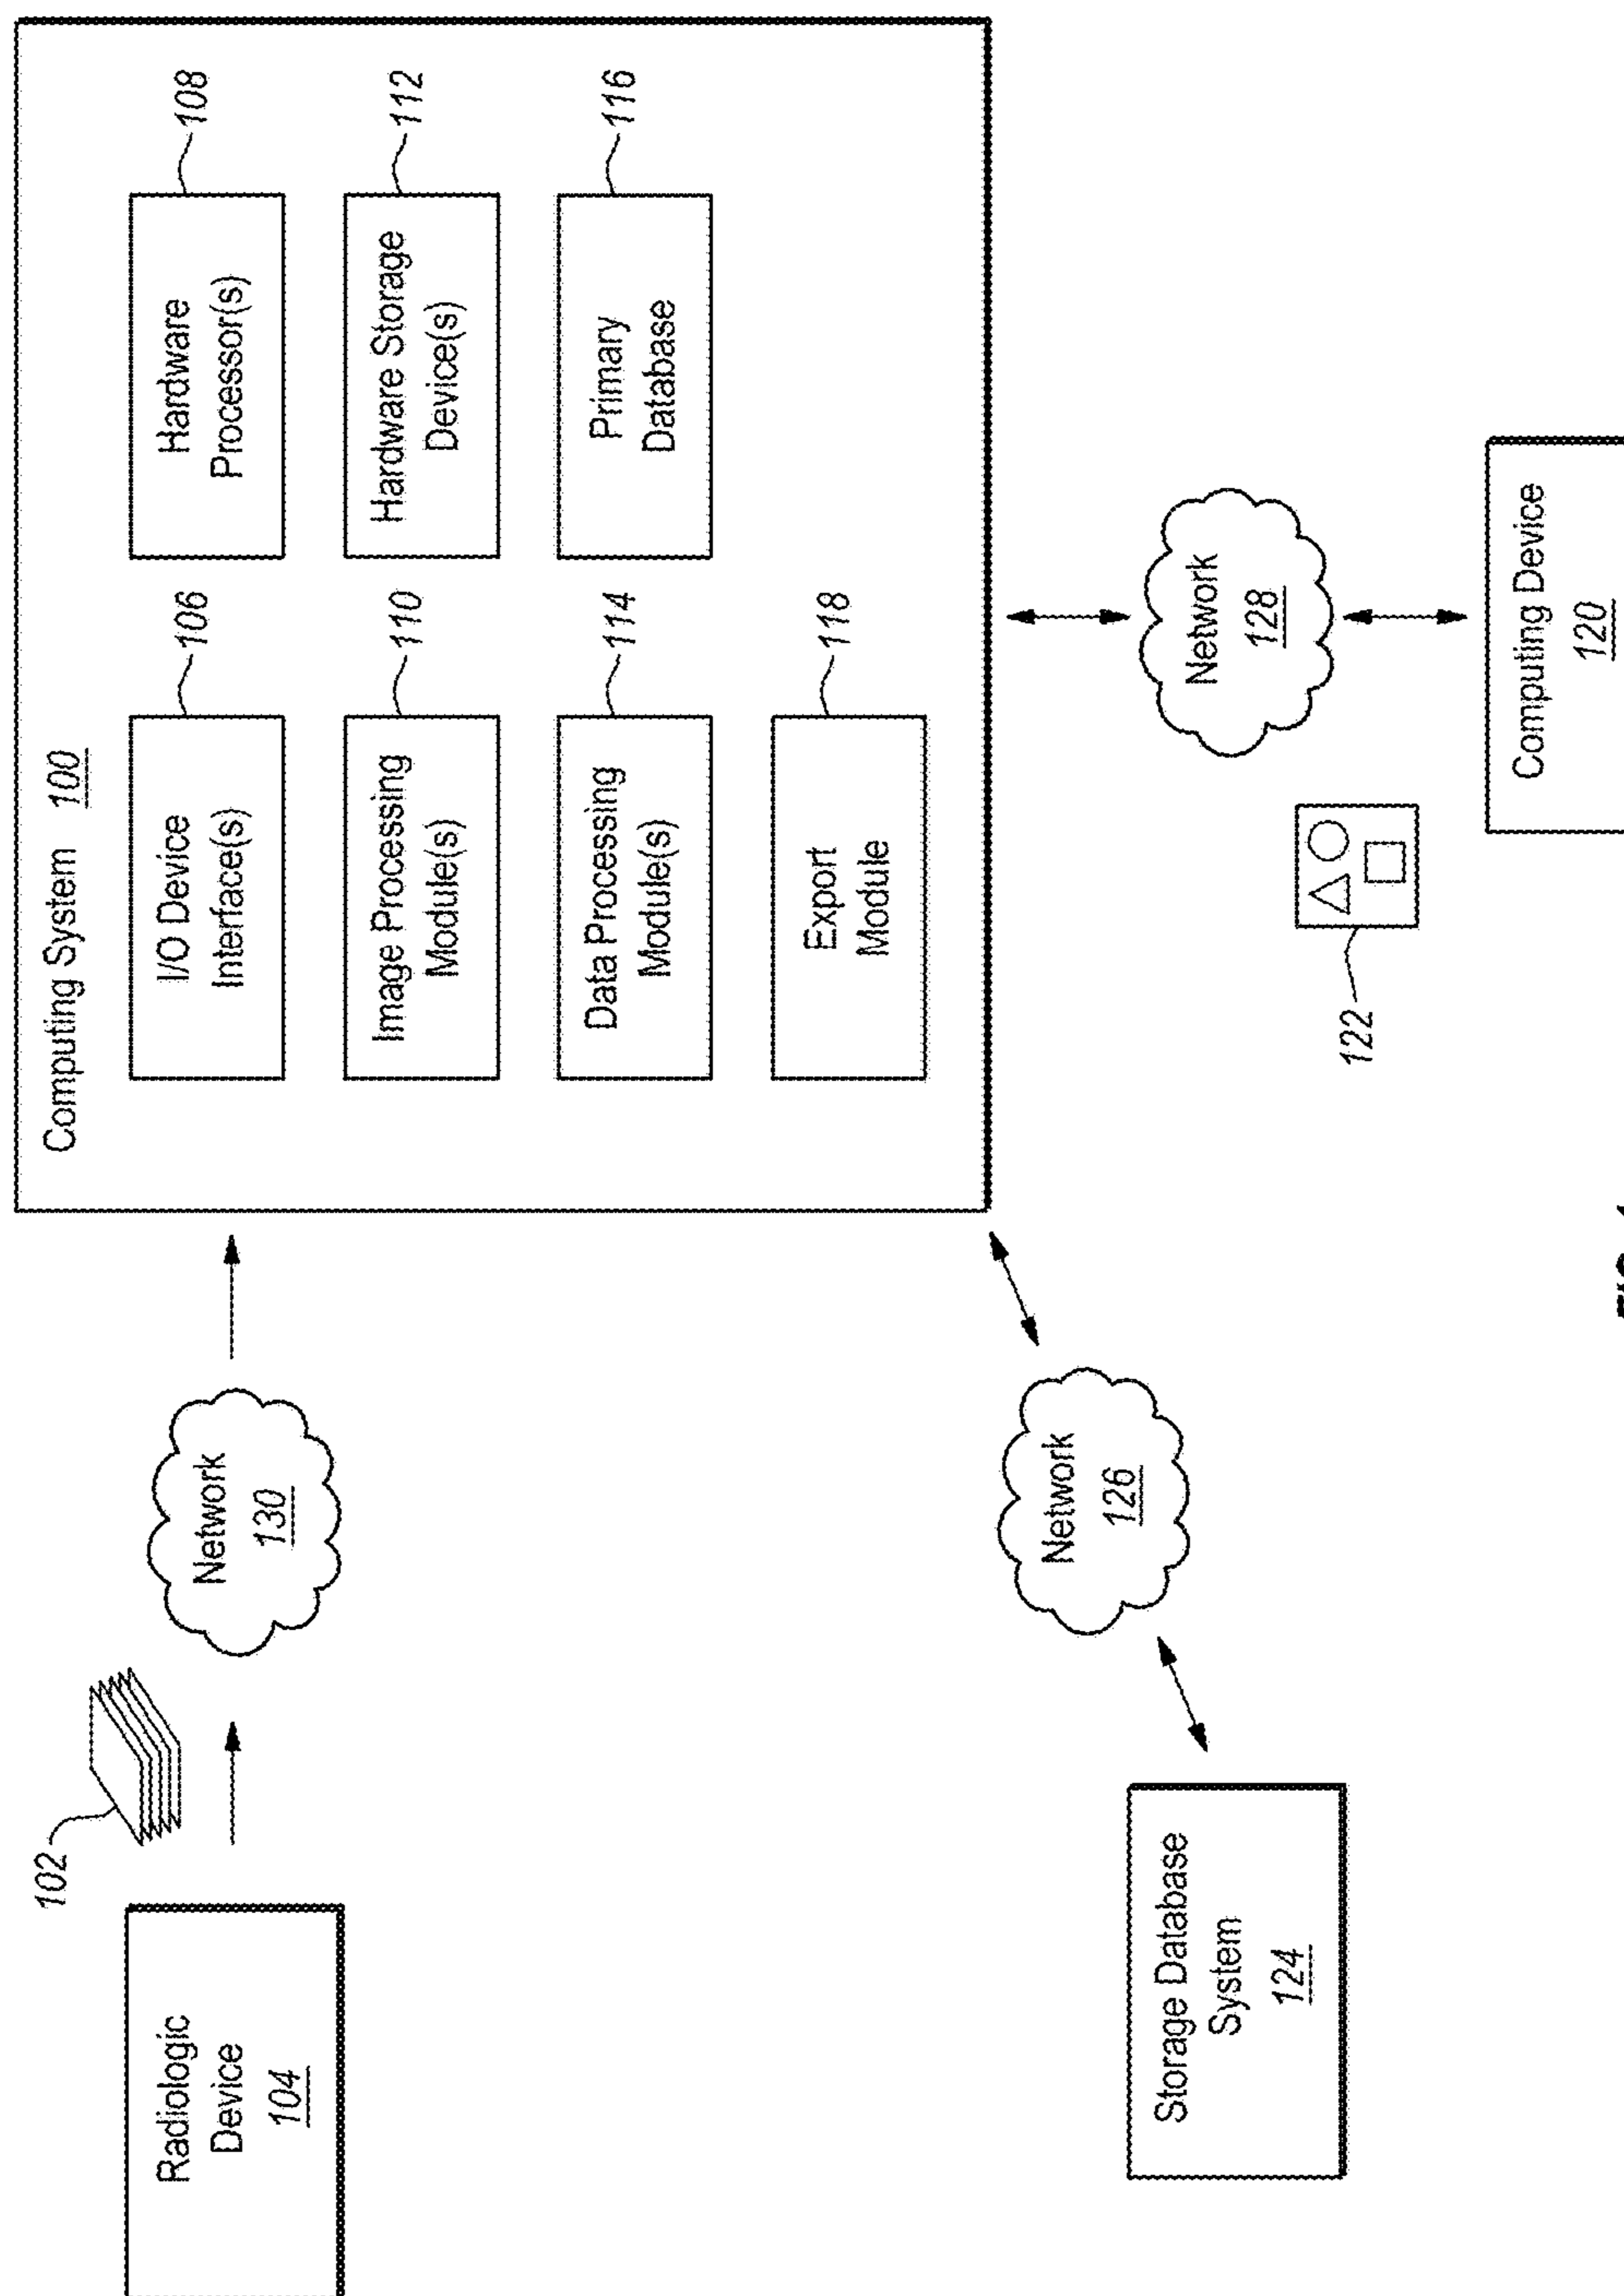 Computing System 100
I/O Device
Interface(s)
106
Hardware
Processor(s)
108
Image Processing
Module(s)
110
Hardware Storage
Device(s)
112
Data Processing
Module(s)
114
Primary
Database
116
Export
Module
118
102
Radiologic
Device
104
Network
130
Storage Database
System
124
Network
126
Network
128
122
Computing Device
120